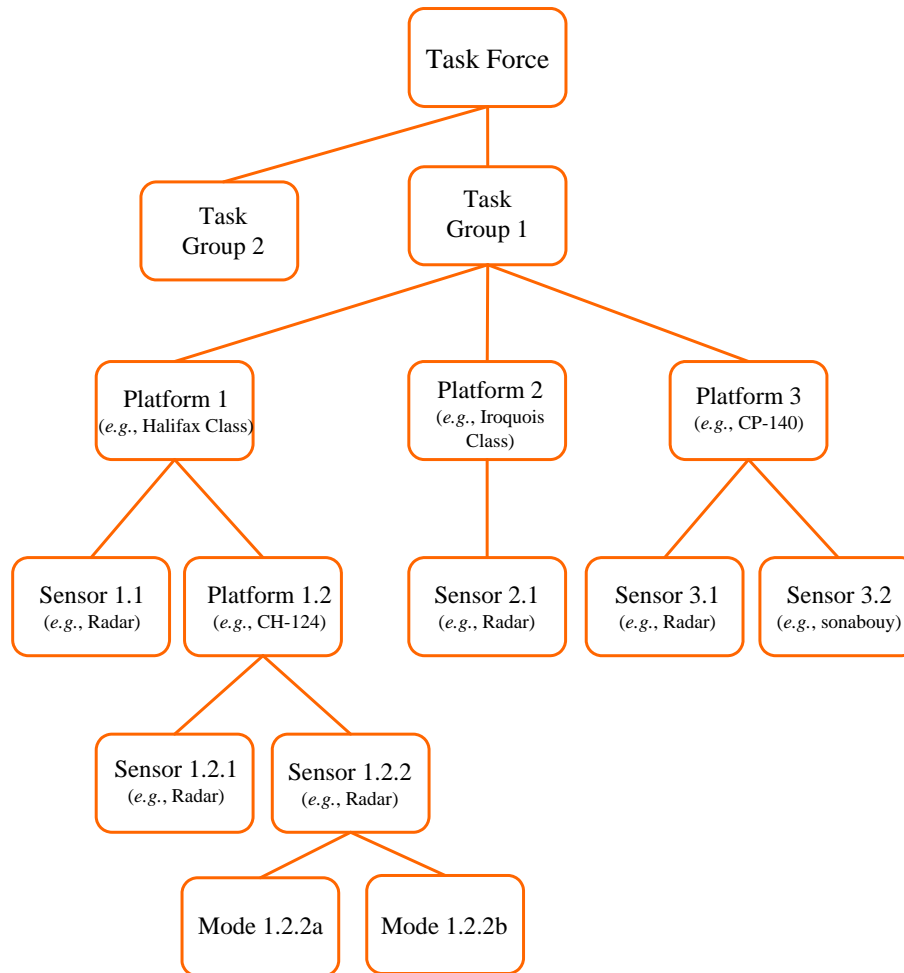 Task Force
Task
Group 2
Task
Group 1
Platform 1
(e.g., Halifax Class)
Platform 2
(e.g., Iroquois
Class)
Platform 3
(e.g., CP-140)
Sensor 1.1
(e.g., Radar)
Platform 1.2
(e.g., CH-124)
Sensor 2.1
(e.g., Radar)
Sensor 3.1
(e.g., Radar)
Sensor 3.2
(e.g., sonabouy)
Sensor 1.2.1
(e.g., Radar)
Sensor 1.2.2
(e.g., Radar)
Mode 1.2.2a
Mode 1.2.2b